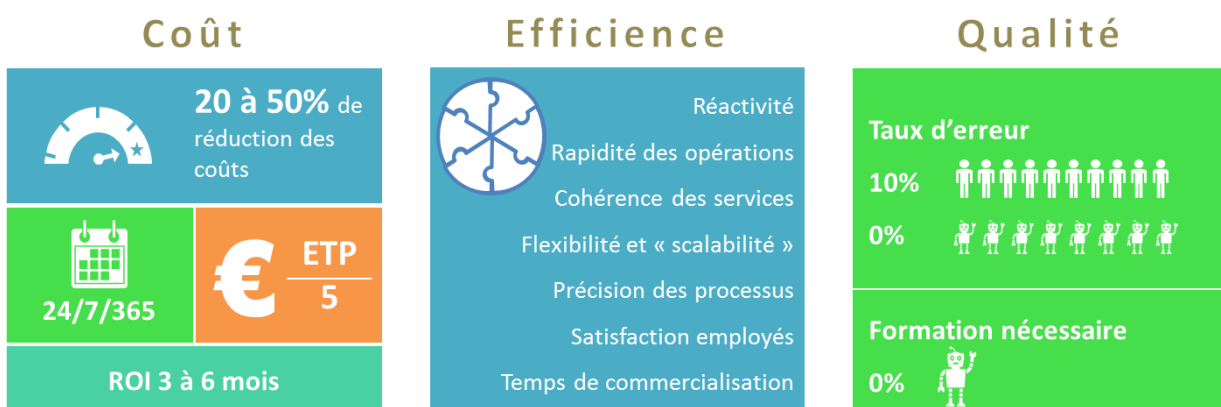 Coût
20 à 50% de
réduction des
coûts
24/7/365
€
ETP
5
ROI 3 à 6 mois
Efficience
Réactivité
Rapidité des opérations
Cohérence des services
Flexibilité et « scalabilité »
Précision des processus
Satisfaction employés
Temps de commercialisation
Qualité
Taux d’erreur
10%
0%
Formation nécessaire
0%